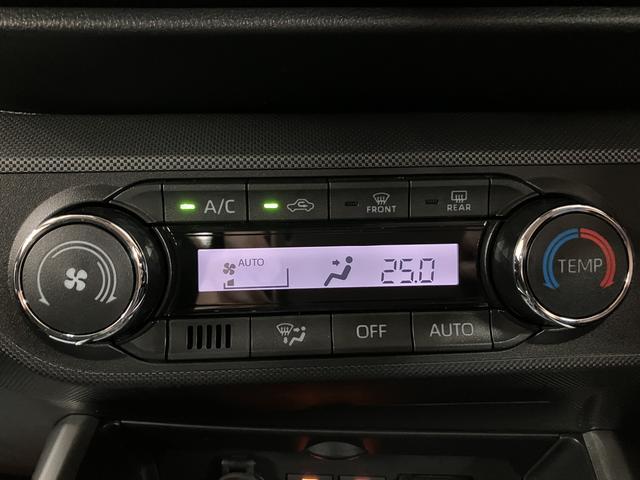 A/C
FRONT
REAR
AUTO
25.0
TEMP
OFF
AUTO